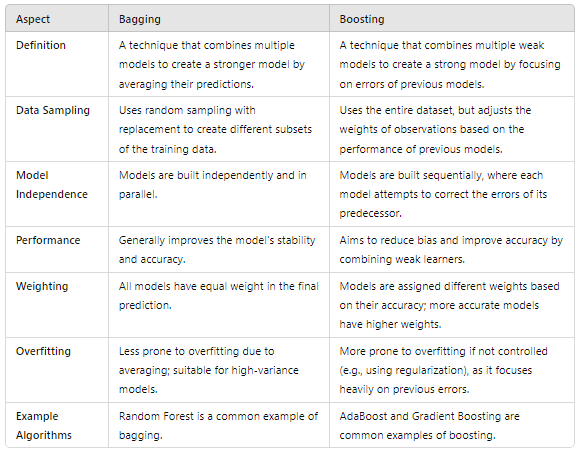 Aspect Bagging Boosting
Definition A technique that combines multiple A technique that combines multiple weak
models to create a stronger model by models to create a strong model by focusing
averaging their predictions. on errors of previous models.
Data Sampling Uses random sampling with Uses the entire dataset, but adjusts the
replacement to create different subsets weights of observations based on the
of the training data. performance of previous models.
Model Models are built independently and in Models are built sequentially, where each
Independence parallel. model attempts to correct the errors of its
predecessor.
Performance Generally improves the model's stability Aims to reduce bias and improve accuracy by
and accuracy. combining weak learners.
Weighting All models have equal weight in the final Models are assigned different weights based
prediction. on their accuracy; more accurate models
have higher weights.
Overfitting Less prone to overfitting due to More prone to overfitting if not controlled
averaging; suitable for high-variance (e.g., using regularization), as it focuses
models. heavily on previous errors.
Example Random Forest is a common example of AdaBoost and Gradient Boosting are
Algorithms bagging. common examples of boosting.